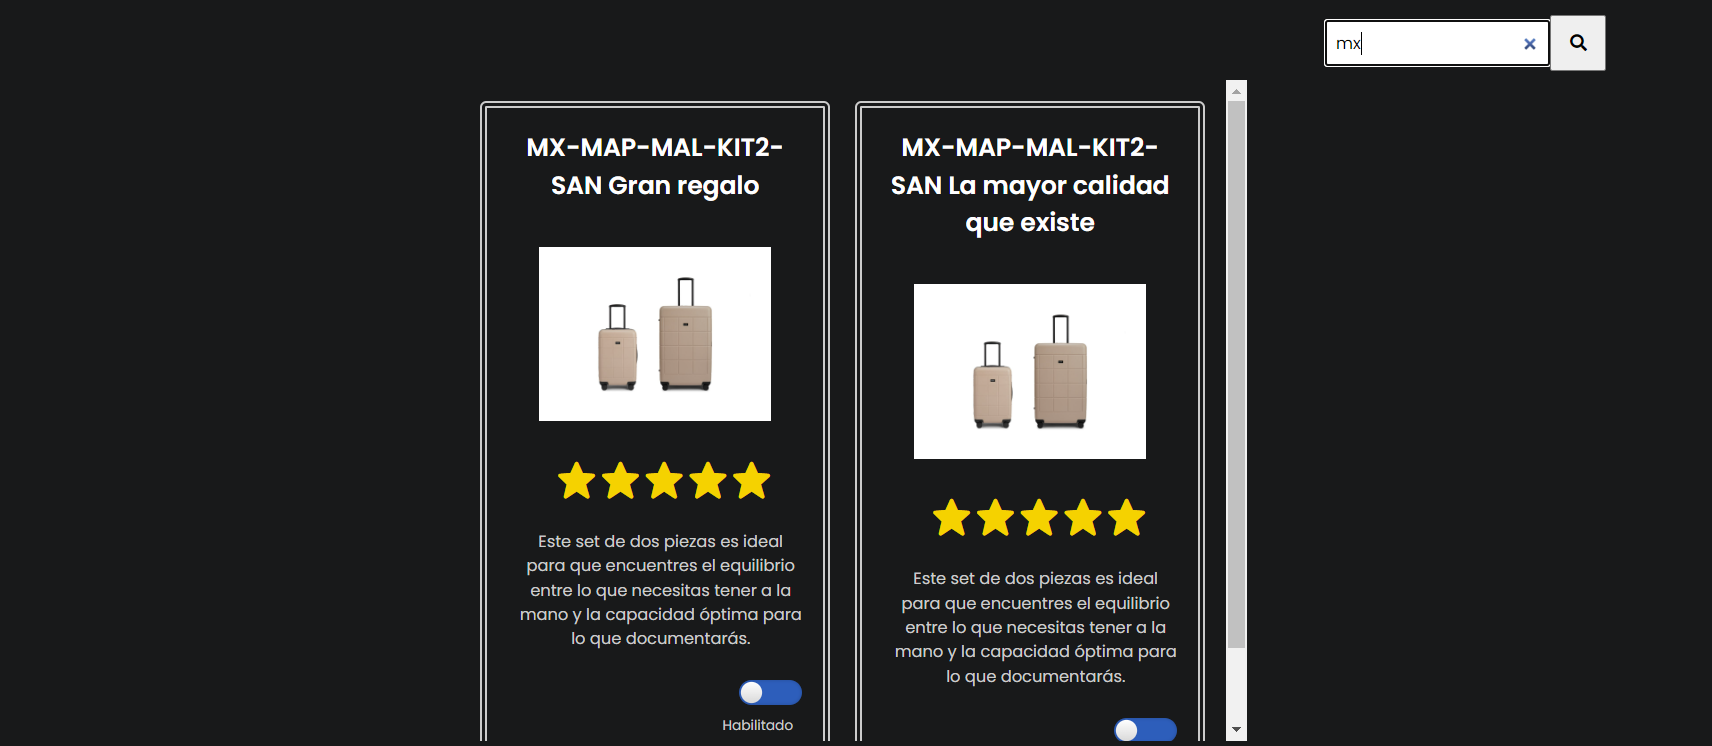 mx
MX-MAP-MAL-KIT2-
SAN Gran regalo
Este set de dos piezas es ideal
para que encuentres el equilibrio
entre lo que necesitas tener a la
mano y la capacidad óptima para
lo que documentarás.
Habilitado
MX-MAP-MAL-KIT2-
SAN La mayor calidad
que existe
Este set de dos piezas es ideal
para que encuentres el equilibrio
entre lo que necesitas tener a la
mano y la capacidad óptima para
lo que documentarás.